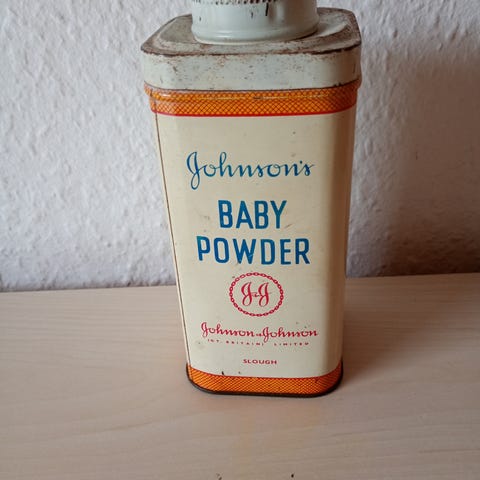 Johnson's
BABY
POWDER
J&J
Johnson & Johnson
(GT. BRITAIN) LIMITED
SLOUGH